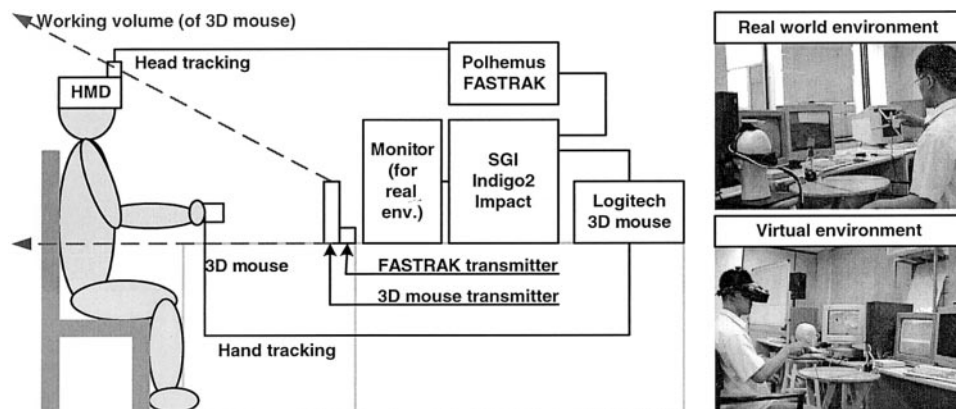 Working volume (of 3D mouse)
Head tracking
HMD
Polhemus
FASTRAK
Monitor
(for
real
env.)
SGI
Indigo2
Impact
Logitech
3D mouse
3D mouse
FASTRAK transmitter
3D mouse transmitter
Hand tracking
Real world environment
Virtual environment